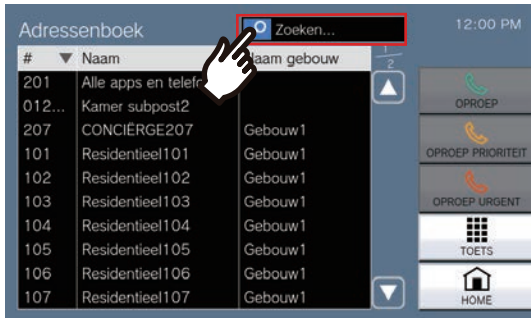 Adressenboek
Zoeken...
12:00 PM
# ▼ Naam Naam gebouw
1/2
201 Alle apps en telefo
012... Kamer subpost2
207 CONCIËRGE207 Gebouw1
101 Residentieel101 Gebouw1
102 Residentieel102 Gebouw1
103 Residentieel103 Gebouw1
104 Residentieel104 Gebouw1
105 Residentieel105 Gebouw1
106 Residentieel106 Gebouw1
107 Residentieel107 Gebouw1
OPROEP
OPROEP PRIORITEIT
OPROEP URGENT
TOETS
HOME